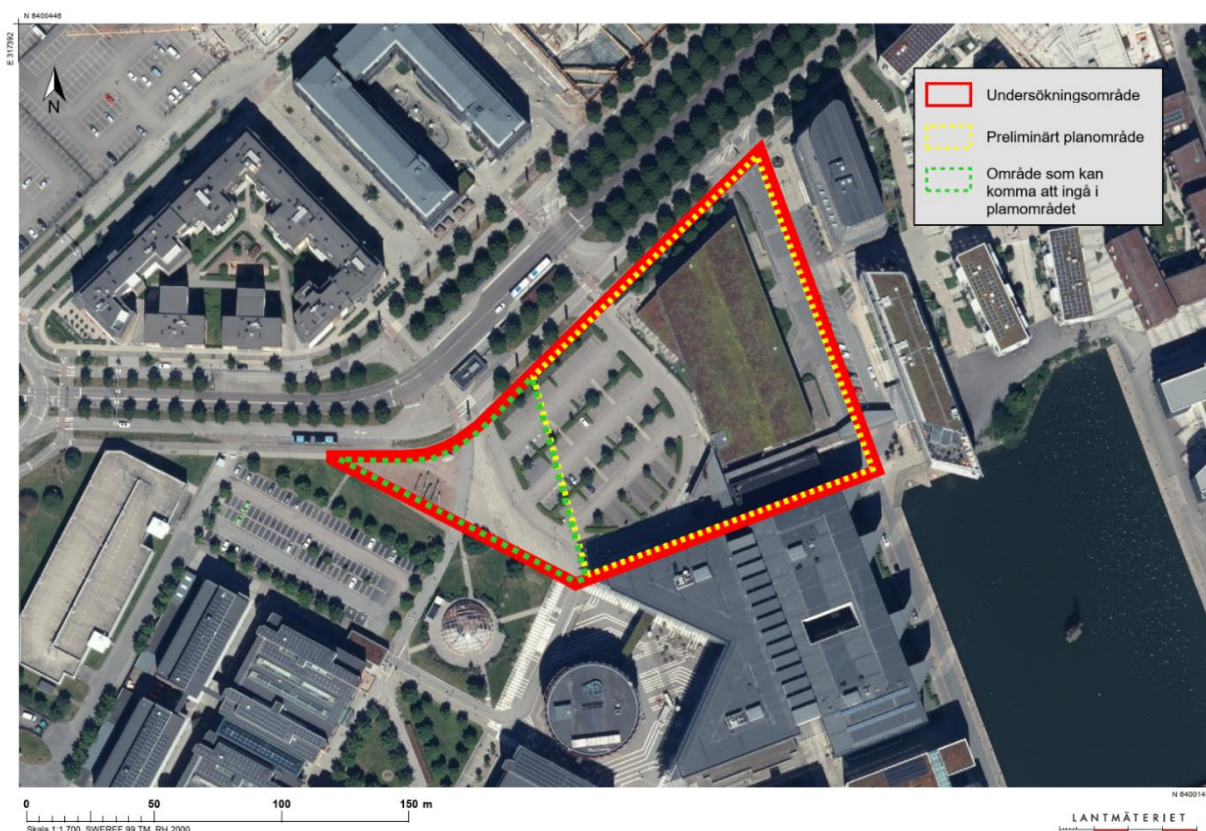 N 6400446
E 317392
N
Undersökningsområde
Preliminärt planområde
Område som kan
komma att ingå i
plamområdet
N 640014
0 50 100 150 m
Skala 1:1 700, SWEREF 99 TM, RH 2000
LANTMÄTERIET